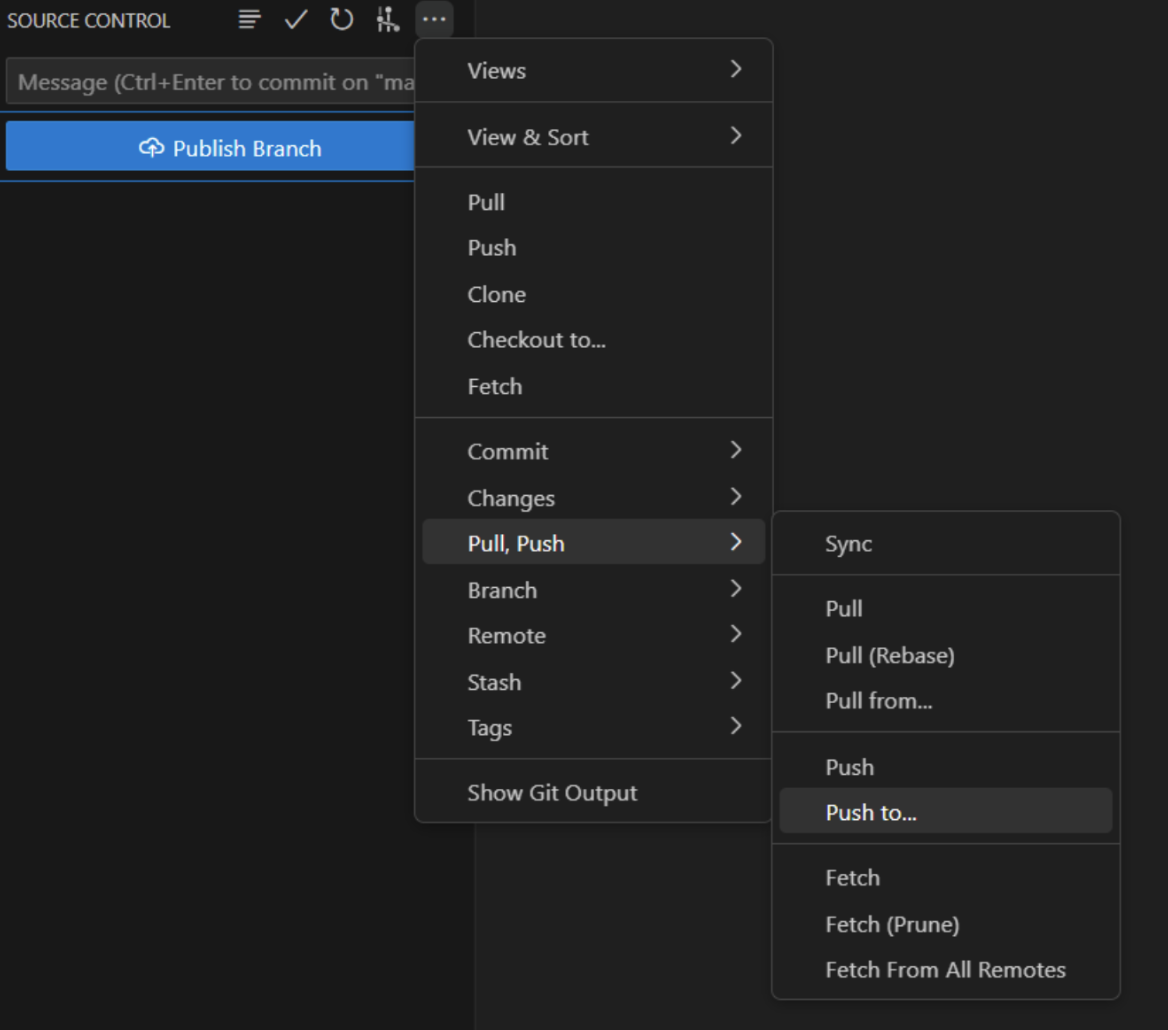 SOURCE CONTROL
Message (Ctrl+Enter to commit on "ma
Publish Branch
Views
View & Sort
Pull
Push
Clone
Checkout to...
Fetch
Commit
Changes
Pull, Push
Branch
Remote
Stash
Tags
Show Git Output
Sync
Pull
Pull (Rebase)
Pull from...
Push
Push to...
Fetch
Fetch (Prune)
Fetch From All Remotes